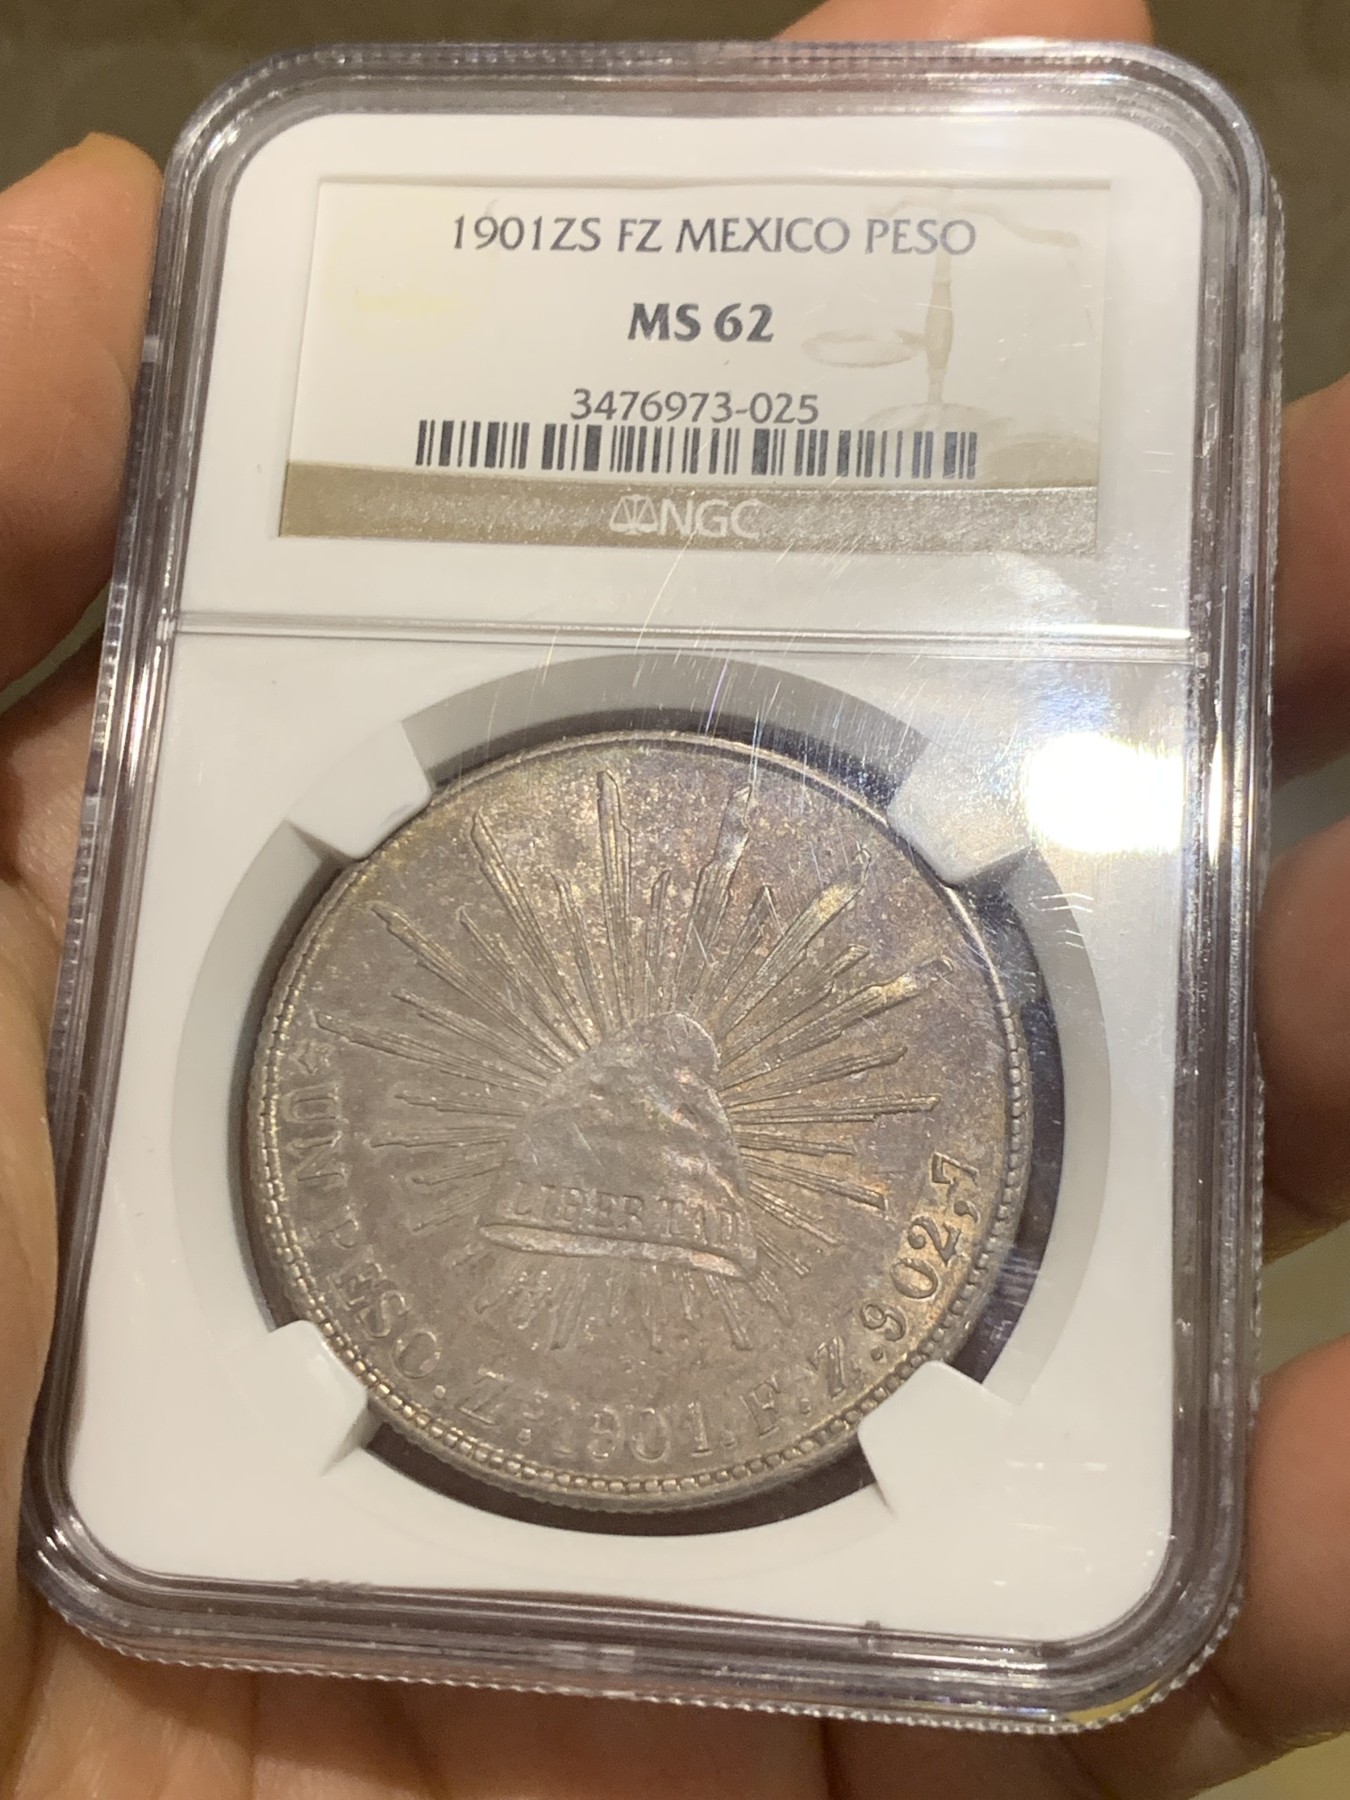 1901ZS FZ MEXICO PESO
MS 62
3476973-025
NGC
LIBERTAD
UN PESO. Zs. 1901. F. Z. 902,7